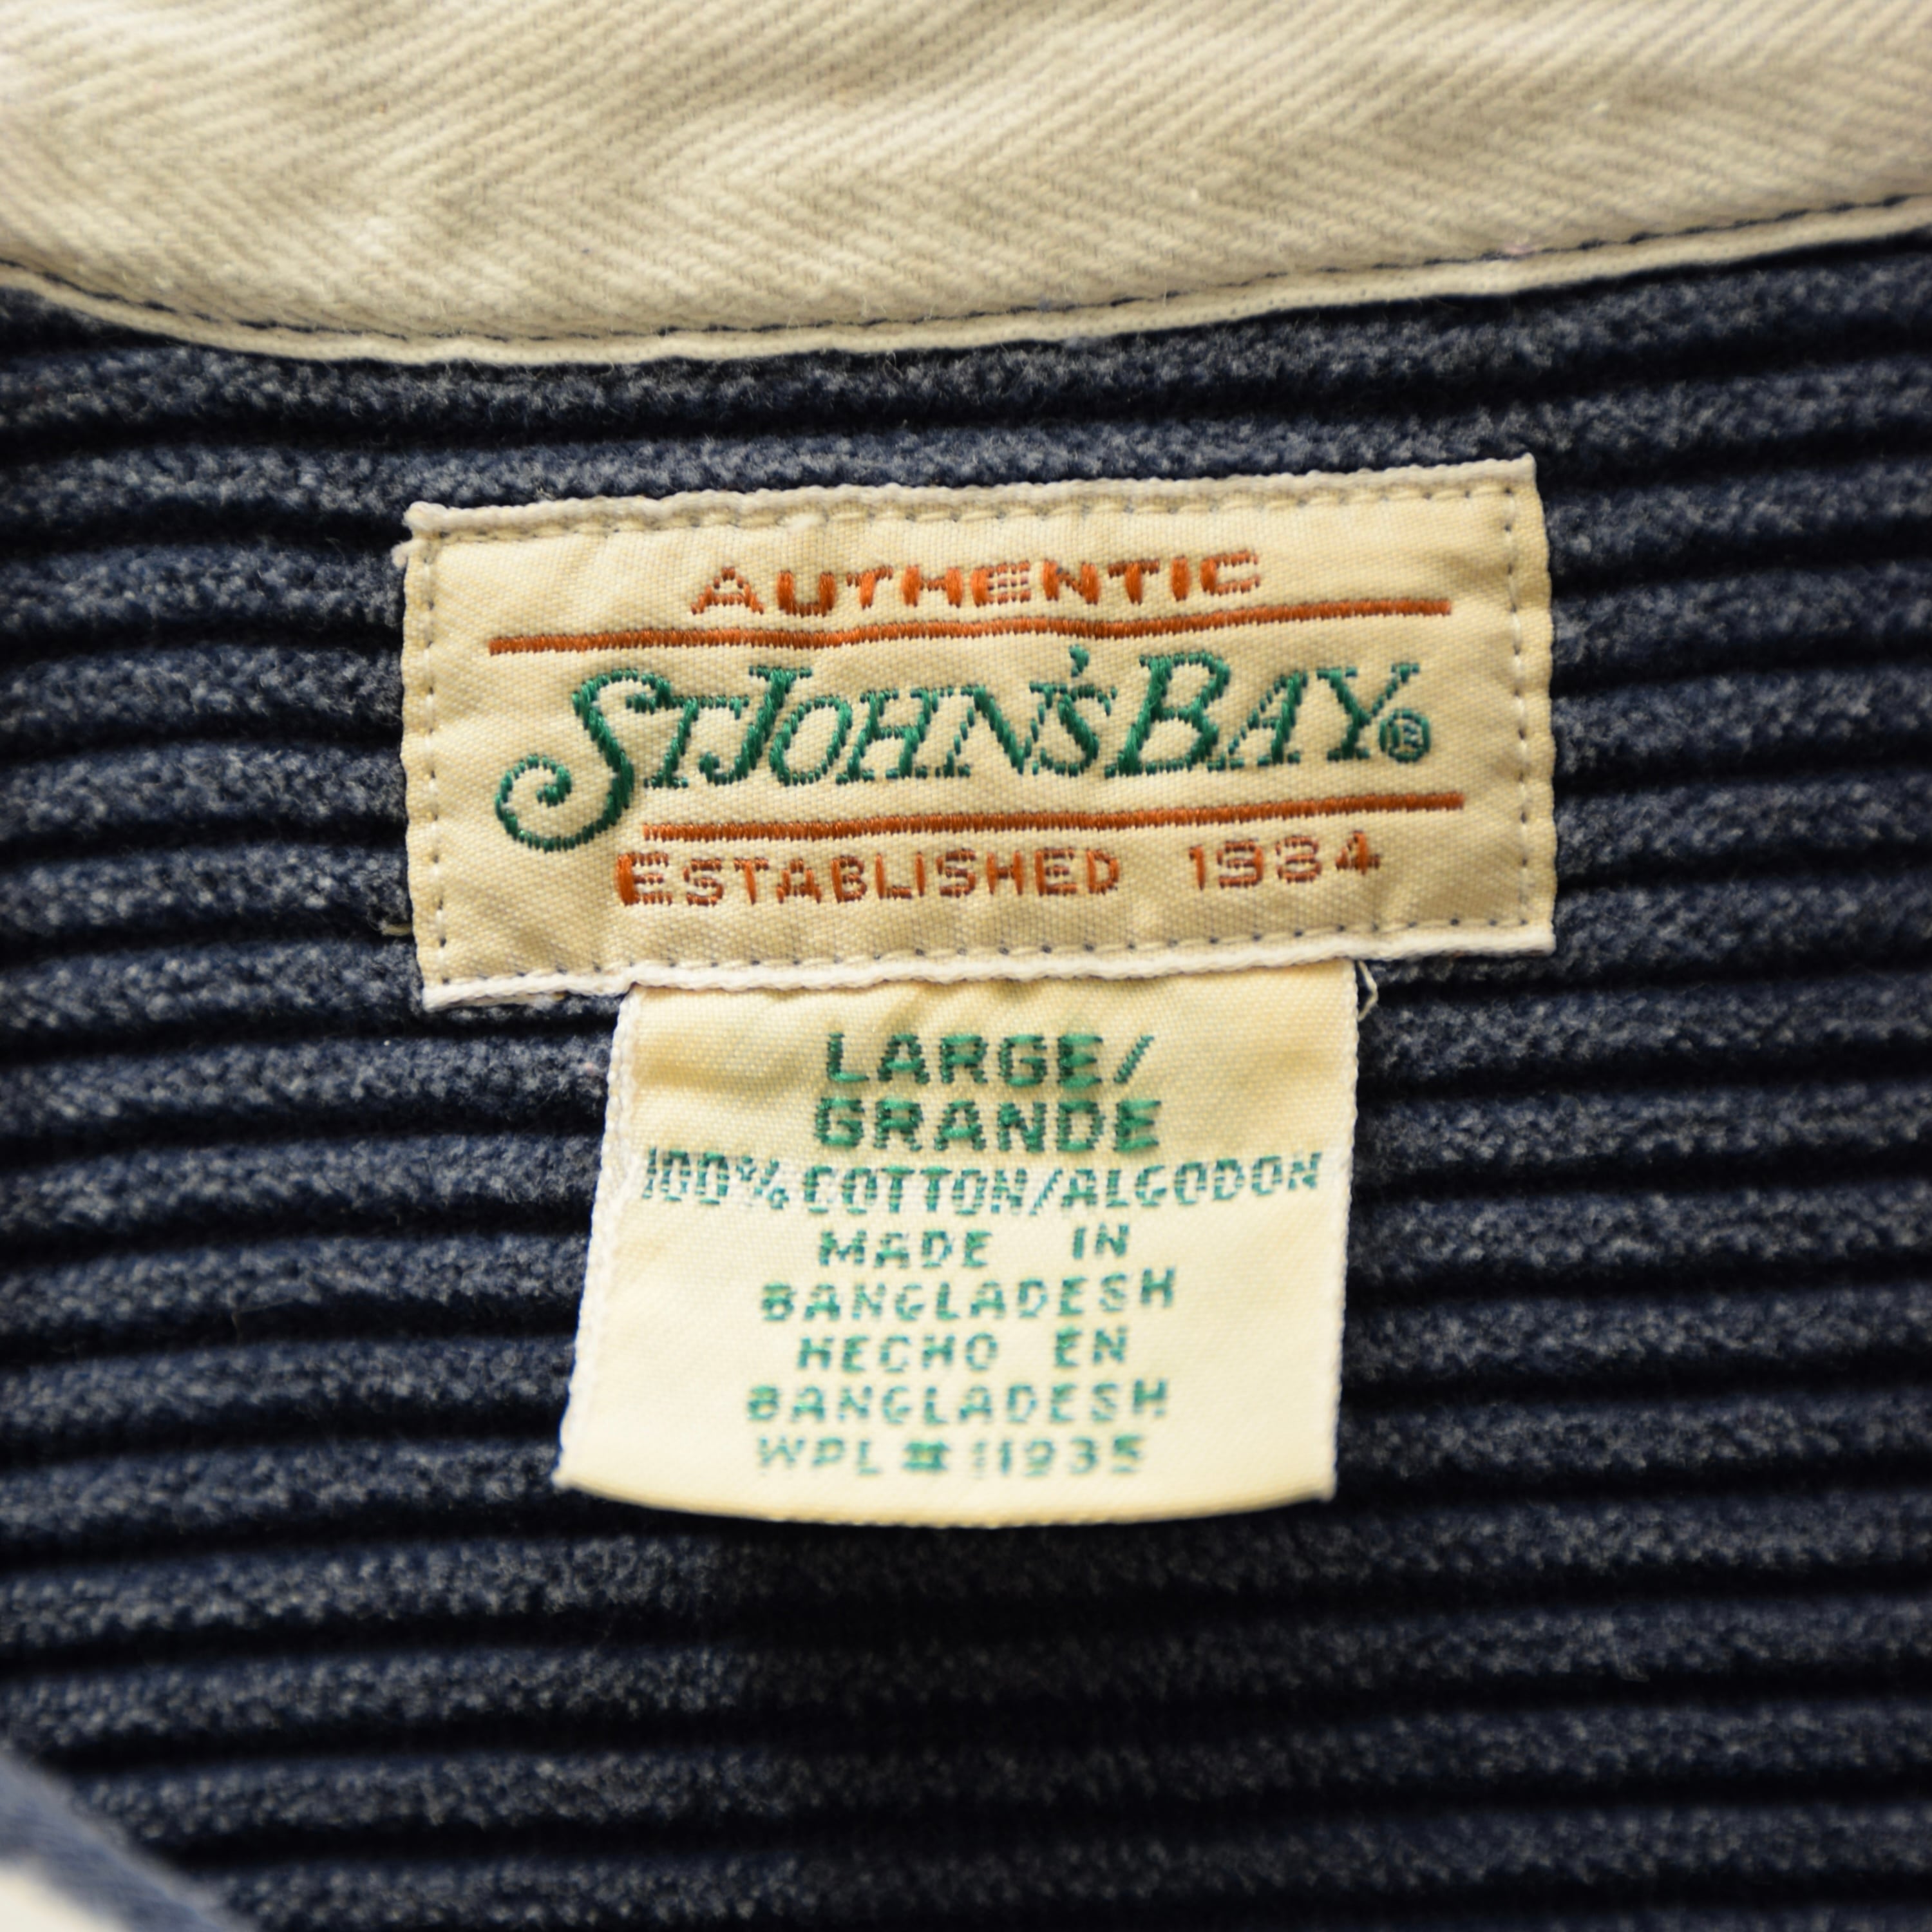 AUTHENTIC
ST JOHN'S BAY®
ESTABLISHED 1984
LARGE/
GRANDE
100% COTTON/ALGODON
MADE IN
BANGLADESH
HECHO EN
BANGLADESH
WPL # 11935